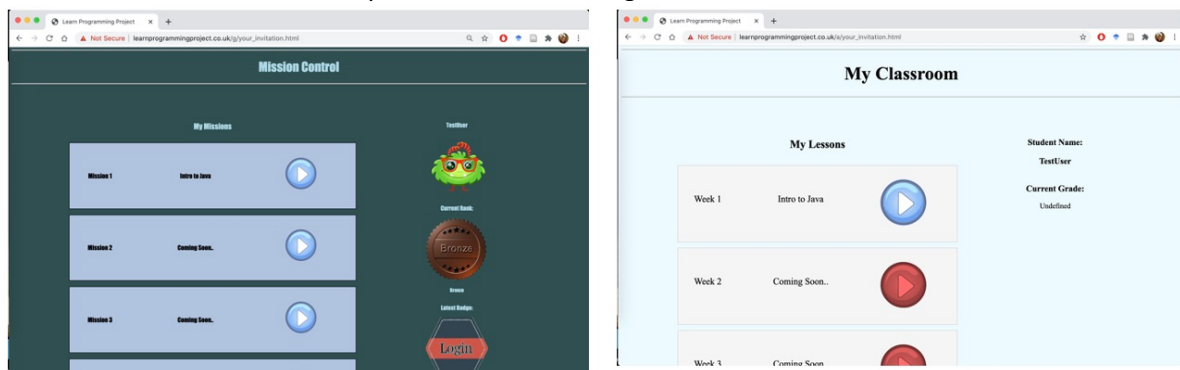 Learn Programming Project
Not Secure | learnprogrammingproject.co.uk/g/your_invitation.html
Mission Control
My Missions
TestUser
Mission 1 Intro to Java
Current Rank:
Bronze
Mission 2 Coming Soon..
Bronze
Latest Badge:
Mission 3 Coming Soon..
Login
Learn Programming Project
Not Secure | learnprogrammingproject.co.uk/a/your_invitation.html
My Classroom
My Lessons
Student Name:
TestUser
Current Grade:
Undefined
Week 1 Intro to Java
Week 2 Coming Soon..
Week 3 Coming Soon